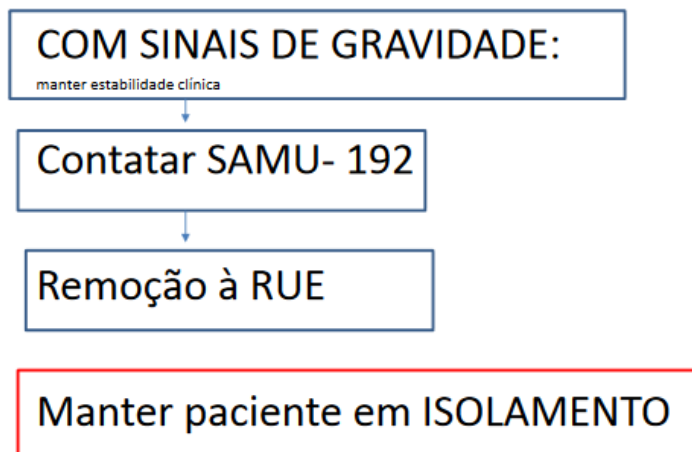 COM SINAIS DE GRAVIDADE:
manter estabilidade clínica
Contatar SAMU- 192
Remoção à RUE
Manter paciente em ISOLAMENTO